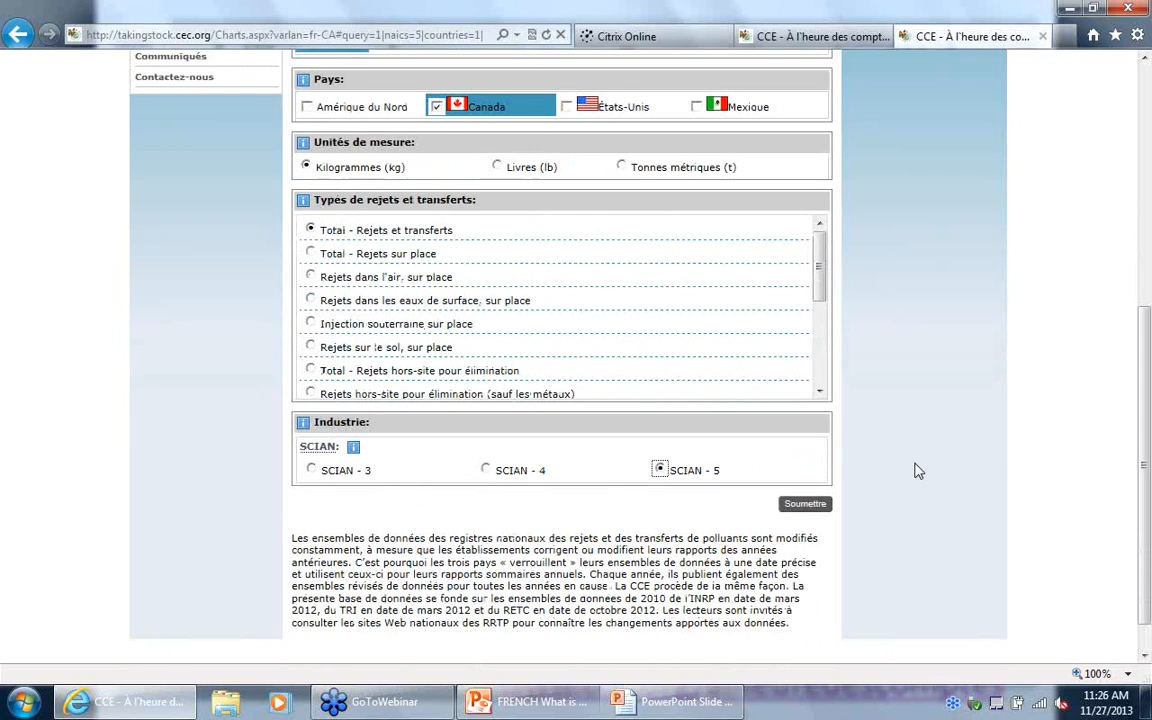 http://takingstock.cec.org/Charts.aspx?varlan=fr-CA#query=1|naics=5|countries=1|
Citrix Online
CCE - À l'heure des compt...
CCE - À l'heure des co...
Communiqués
Contactez-nous
Pays:
Amérique du Nord
Canada
États-Unis
Mexique
Unités de mesure:
Kilogrammes (kg)
Livres (lb)
Tonnes métriques (t)
Types de rejets et transferts:
Total - Rejets et transferts
Total - Rejets sur place
Rejets dans l'air, sur place
Rejets dans les eaux de surface, sur place
Injection souterraine sur place
Rejets sur le sol, sur place
Total - Rejets hors-site pour élimination
Rejets hors-site pour élimination (sauf les métaux)
Industrie:
SCIAN:
SCIAN - 3
SCIAN - 4
SCIAN - 5
Soumettre
Les ensembles de données des registres nationaux des rejets et des transferts de polluants sont modifiés
constamment, à mesure que les établissements corrigent ou modifient leurs rapports des années
antérieures. C'est pourquoi les trois pays « verrouillent » leurs ensembles de données à une date précise
et utilisent ceux-ci pour leurs rapports sommaires annuels. Chaque année, ils publient également des
ensembles révisés de données pour toutes les années en cause. La CCE procède de la même façon. La
présente base de données se fonde sur les ensembles de données de 2010 de l'INRP en date de mars
2012, du TRI en date de mars 2012 et du RETC en date de octobre 2012. Les lecteurs sont invités à
consulter les sites Web nationaux des RRTP pour connaître les changements apportés aux données.
100%
CCE - À l'heure d...
GoToWebinar
FRENCH What is ...
PowerPoint Slide ...
11:26 AM
11/27/2013